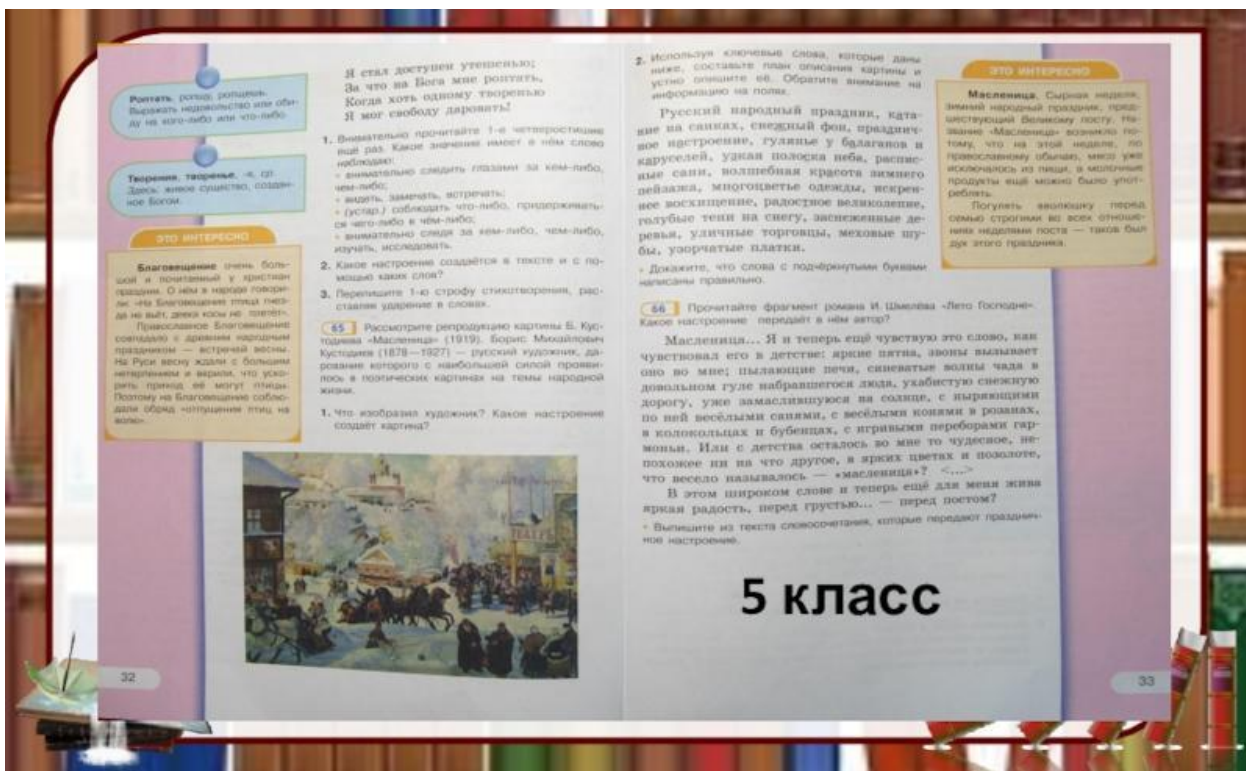 Роптать, ропщу, ропщешь.
Выражать недовольство или оби-
ду на кого-либо или что-либо.
Творения, творенье, -я, ср.
Здесь: живое существо, создан-
ное Богом.
ЭТО ИНТЕРЕСНО
Благовещение очень боль-
шой и почитаемый у христиан
праздник. О нём в народе говори-
ли: «На Благовещение птица гнез-
да не вьёт, девка косы не плетёт».
Православное Благовещение
совпадало с древним народным
праздником — встречей весны.
На Руси весну ждали с большим
нетерпением и верили, что уско-
рить приход её могут птицы.
Поэтому на Благовещение соблю-
дали обряд «отпущения птиц на
волю».
32
Я стал доступен утешенью;
За что на Бога мне роптать,
Когда хоть одному творенью
Я мог свободу даровать!
1. Внимательно прочитайте 1-е четверостишие
ещё раз. Какое значение имеет в нём слово
наблюдаю:
• внимательно следить глазами за кем-либо,
чем-либо;
• видеть, замечать, встречать;
• (устар.) соблюдать что-либо, придерживать-
ся чего-либо в чём-либо;
• внимательно следя за кем-либо, чем-либо,
изучать, исследовать.
2. Какое настроение создаётся в тексте и с по-
мощью каких слов?
3. Перепишите 1-ю строфу стихотворения, рас-
ставляя ударение в словах.
65 Рассмотрите репродукцию картины Б. Кус-
тодиева «Масленица» (1919). Борис Михайлович
Кустодиев (1878—1927) — русский художник, да-
рование которого с наибольшей силой прояви-
лось в поэтических картинах на темы народной
жизни.
1. Что изобразил художник? Какое настроение
создаёт картина?
ТЕАТР
2. Используя ключевые слова, которые даны
ниже, составьте план описания картины и
устно опишите её. Обратите внимание на
информацию на полях.
Русский народный праздник, ката-
ние на санках, снежный фон, празднич-
ное настроение, гулянье у балаганов и
каруселей, узкая полоска неба, распис-
ные сани, волшебная красота зимнего
пейзажа, многоцветье одежды, искрен-
нее восхищение, радостное великолепие,
голубые тени на снегу, заснеженные де-
ревья, уличные торговцы, меховые шу-
бы, узорчатые платки.
• Докажите, что слова с подчёркнутыми буквами
написаны правильно.
66 Прочитайте фрагмент романа И. Шмелёва «Лето Господне».
Какое настроение передаёт в нём автор?
Масленица... Я и теперь ещё чувствую это слово, как
чувствовал его в детстве: яркие пятна, звоны вызывает
оно во мне; пылающие печи, синеватые волны чада в
довольном гуле набравшегося люда, ухабистую снежную
дорогу, уже замаслившуюся на солнце, с ныряющими
по ней весёлыми санями, с весёлыми конями в розанах,
в колокольцах и бубенцах, с игривыми переборами гар-
моньи. Или с детства осталось во мне то чудесное, не-
похожее ни на что другое, в ярких цветах и позолоте,
что весело называлось — «масленица»? <...>
В этом широком слове и теперь ещё для меня жива
яркая радость, перед грустью... — перед постом?
• Выпишите из текста словосочетания, которые передают празднич-
ное настроение.
ЭТО ИНТЕРЕСНО
Масленица, Сырная неделя,
зимний народный праздник, пред-
шествующий Великому посту. На-
звание «Масленица» возникло по-
тому, что на этой неделе, по
православному обычаю, мясо уже
исключалось из пищи, а молочные
продукты ещё можно было упот-
реблять.
Погулять вволюшку перед
семью строгими во всех отноше-
ниях неделями поста — таков был
дух этого праздника.
5 класс
33